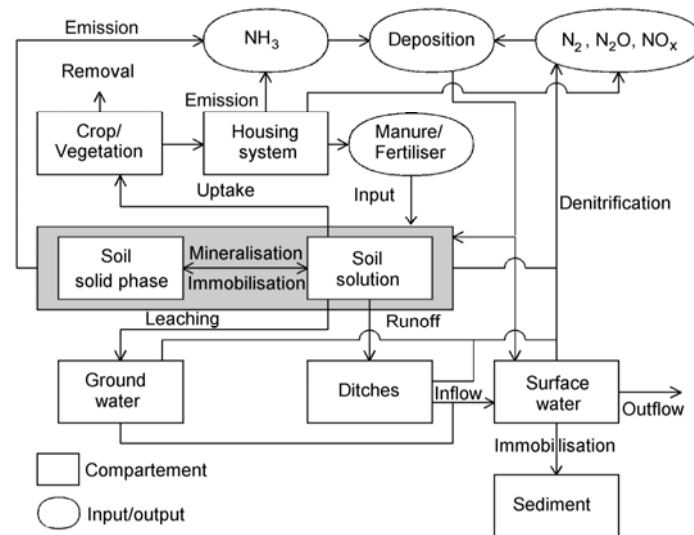 Emission
NH3
Deposition
N2, N2O, NOx
Removal
Emission
Crop/
Vegetation
Housing
system
Manure/
Fertiliser
Uptake
Input
Denitrification
Soil
solid phase
Mineralisation
Immobilisation
Soil
solution
Leaching
Runoff
Ground
water
Ditches
Inflow
Surface
water
Outflow
Immobilisation
Compartement
Sediment
Input/output